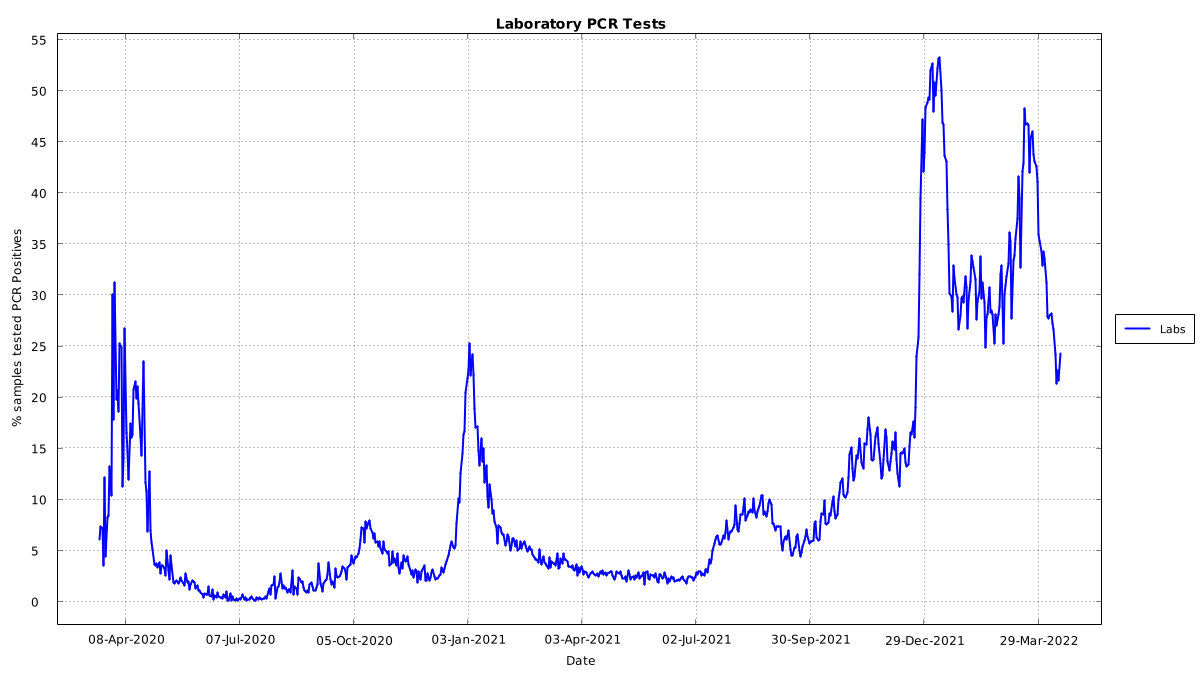 Laboratory PCR Tests
% samples tested PCR Positives
55
50
45
40
35
30
25
20
15
10
5
0
08-Apr-2020 07-Jul-2020 05-Oct-2020 03-Jan-2021 03-Apr-2021 02-Jul-2021 30-Sep-2021 29-Dec-2021 29-Mar-2022
Date
Labs